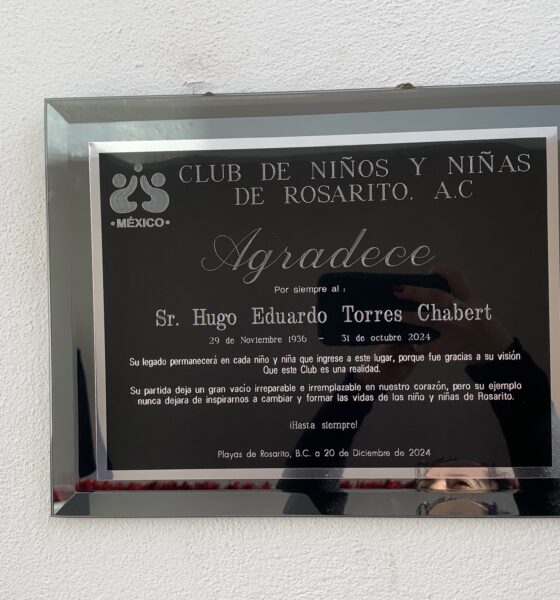 CLUB DE NIÑOS Y NIÑAS
DE ROSARITO. A.C
•MÉXICO•
Agradece
Por siempre al :
Sr. Hugo Eduardo Torres Chabert
29 de Noviembre 1936 - 31 de octubre 2024
Su legado permanecerá en cada niño y niña que ingrese a este lugar, porque fue gracias a su visión
Que este Club es una realidad.
Su partida deja un gran vacío irreparable e irremplazable en nuestro corazón, pero su ejemplo
nunca dejara de inspirarnos a cambiar y formar las vidas de los niño y niñas de Rosarito.
¡Hasta siempre!
Playas de Rosarito, B.C. a 20 de Diciembre de 2024